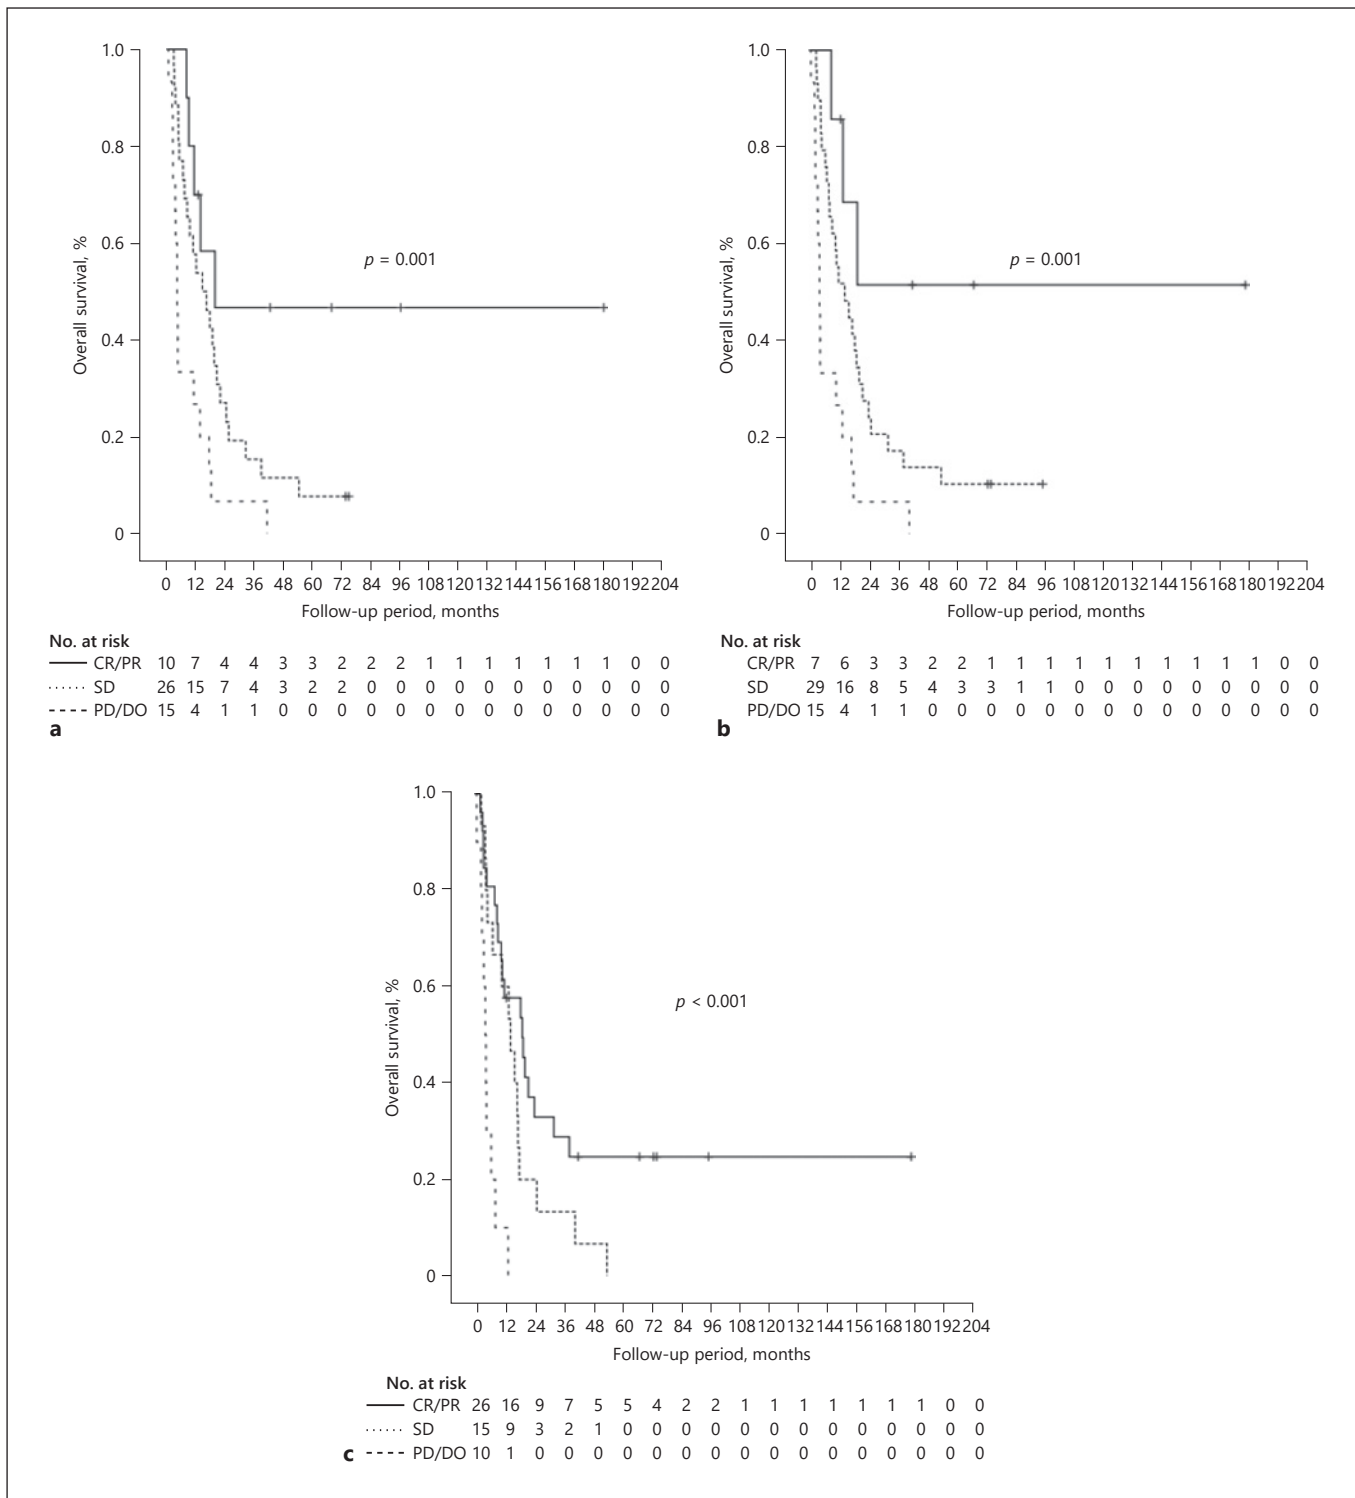 1.0
0.8
0.6
0.4
0.2
0
Overall survival, %
p = 0.001
0 12 24 36 48 60 72 84 96 108 120 132 144 156 168 180 192 204
Follow-up period, months
No. at risk
CR/PR 10 7 4 4 3 3 2 2 2 1 1 1 1 1 1 1 0 0
SD 26 15 7 4 3 2 2 0 0 0 0 0 0 0 0 0 0 0
PD/DO 15 4 1 1 0 0 0 0 0 0 0 0 0 0 0 0 0 0
a
1.0
0.8
0.6
0.4
0.2
0
Overall survival, %
p = 0.001
0 12 24 36 48 60 72 84 96 108 120 132 144 156 168 180 192 204
Follow-up period, months
No. at risk
CR/PR 7 6 3 3 2 2 1 1 1 1 1 1 1 1 1 1 0 0
SD 29 16 8 5 4 3 3 1 1 0 0 0 0 0 0 0 0 0
PD/DO 15 4 1 1 0 0 0 0 0 0 0 0 0 0 0 0 0 0
b
1.0
0.8
0.6
0.4
0.2
0
Overall survival, %
p < 0.001
0 12 24 36 48 60 72 84 96 108 120 132 144 156 168 180 192 204
Follow-up period, months
No. at risk
CR/PR 26 16 9 7 5 5 4 2 2 1 1 1 1 1 1 1 0 0
SD 15 9 3 2 1 0 0 0 0 0 0 0 0 0 0 0 0 0
c PD/DO 10 1 0 0 0 0 0 0 0 0 0 0 0 0 0 0 0 0